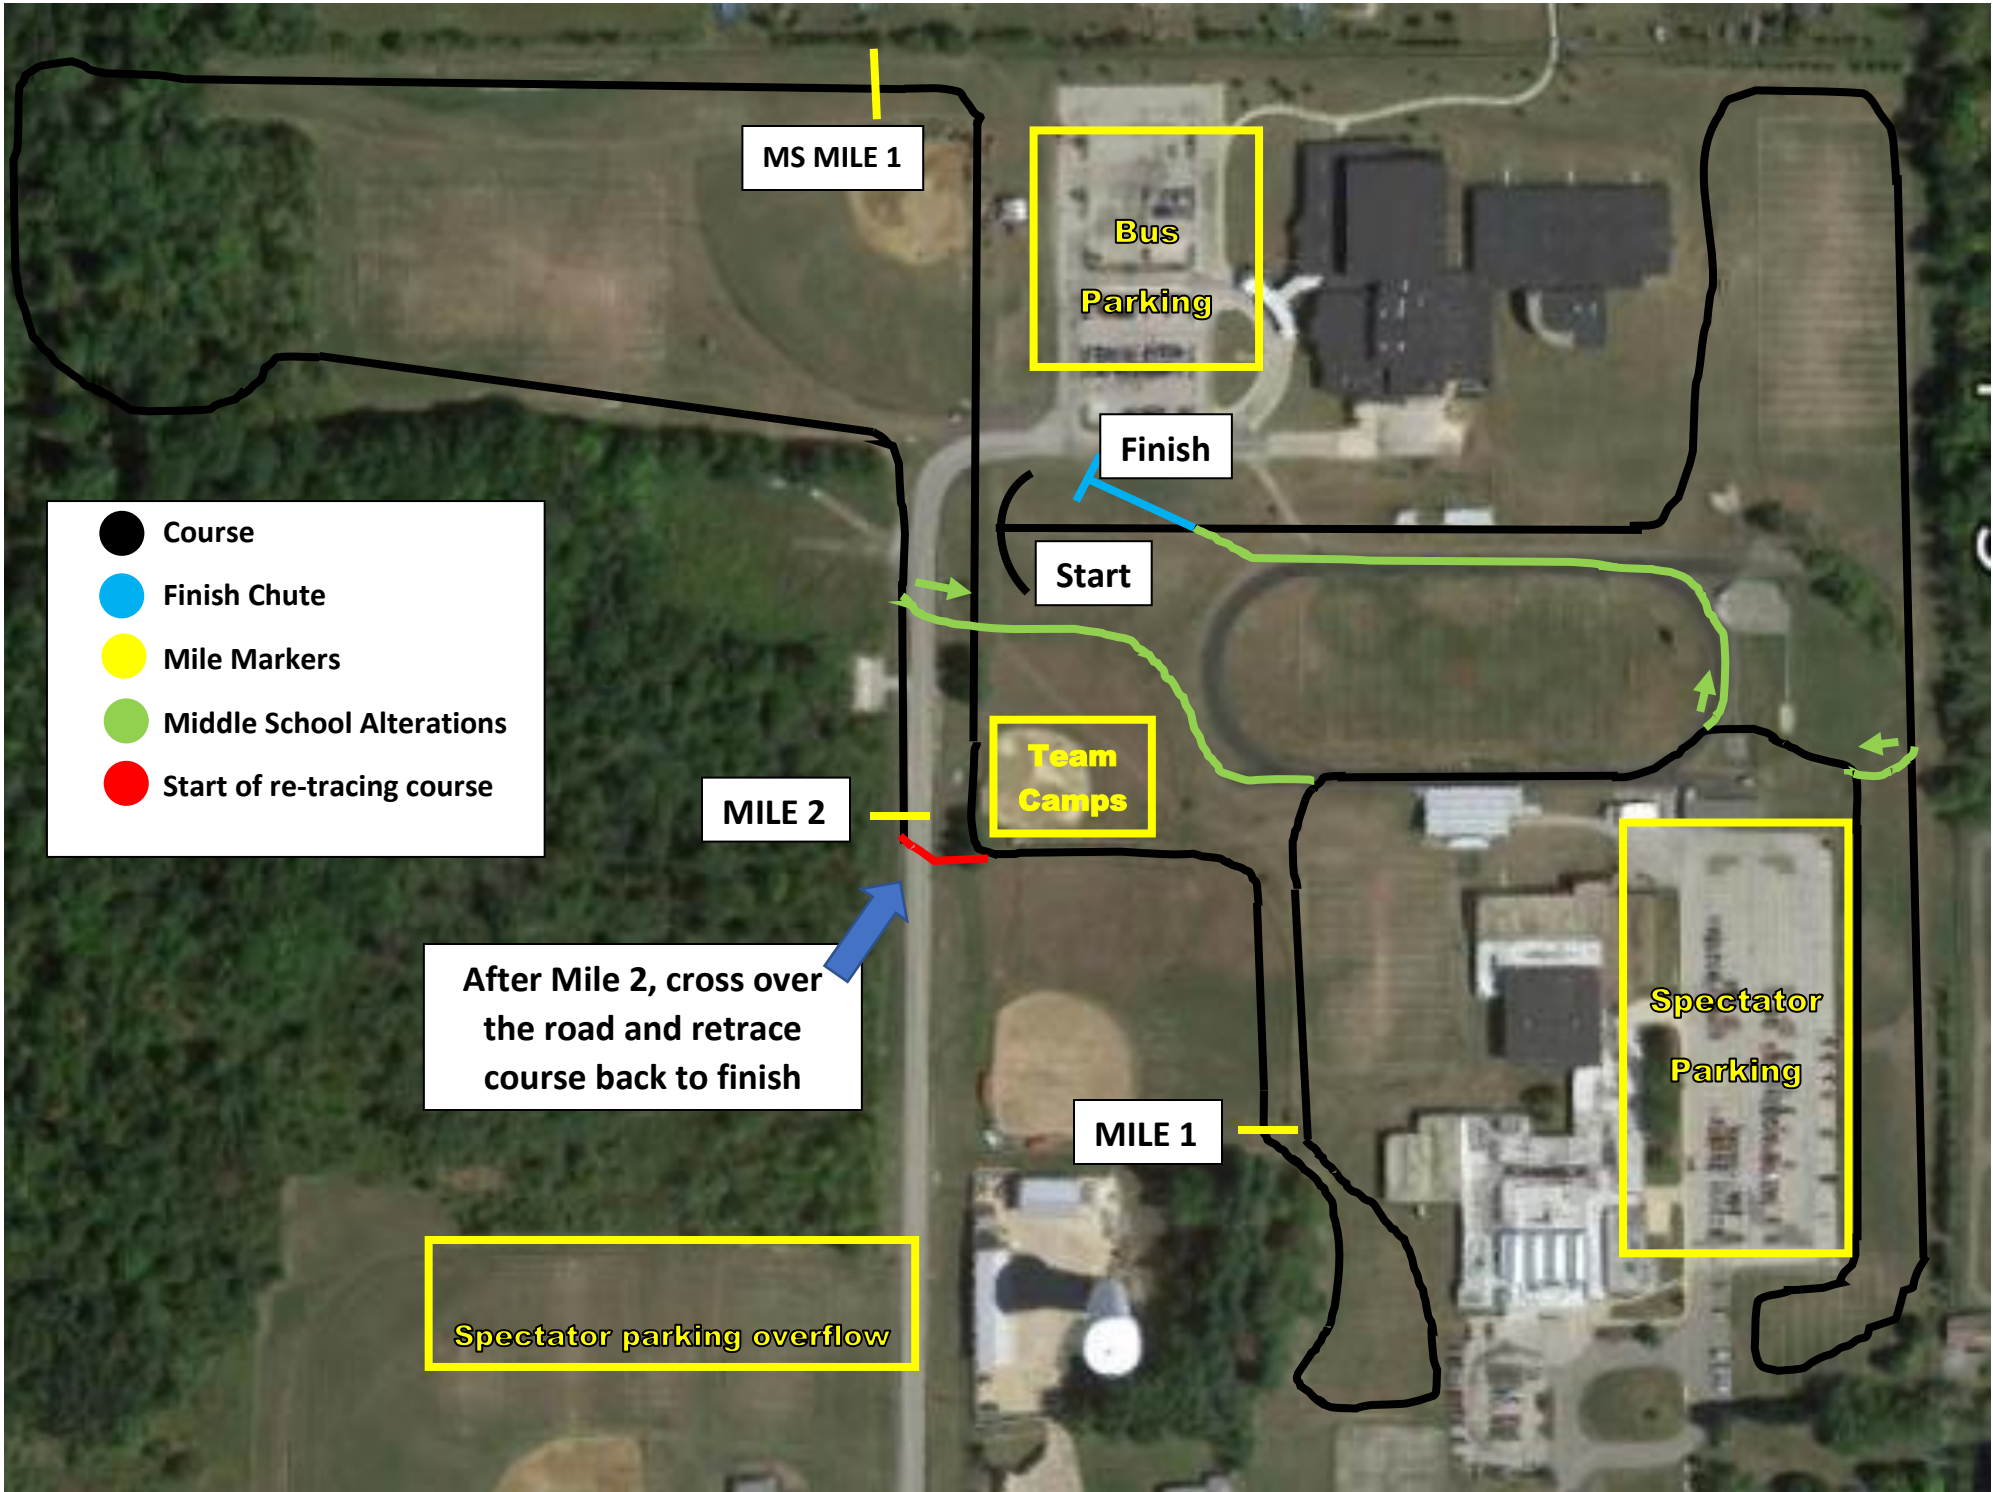 MS MILE 1
Bus
Parking
Finish
Start
Course
Finish Chute
Mile Markers
Middle School Alterations
Start of re-tracing course
Team
Camps
MILE 2
After Mile 2, cross over
the road and retrace
course back to finish
Spectator
Parking
MILE 1
Spectator parking overflow